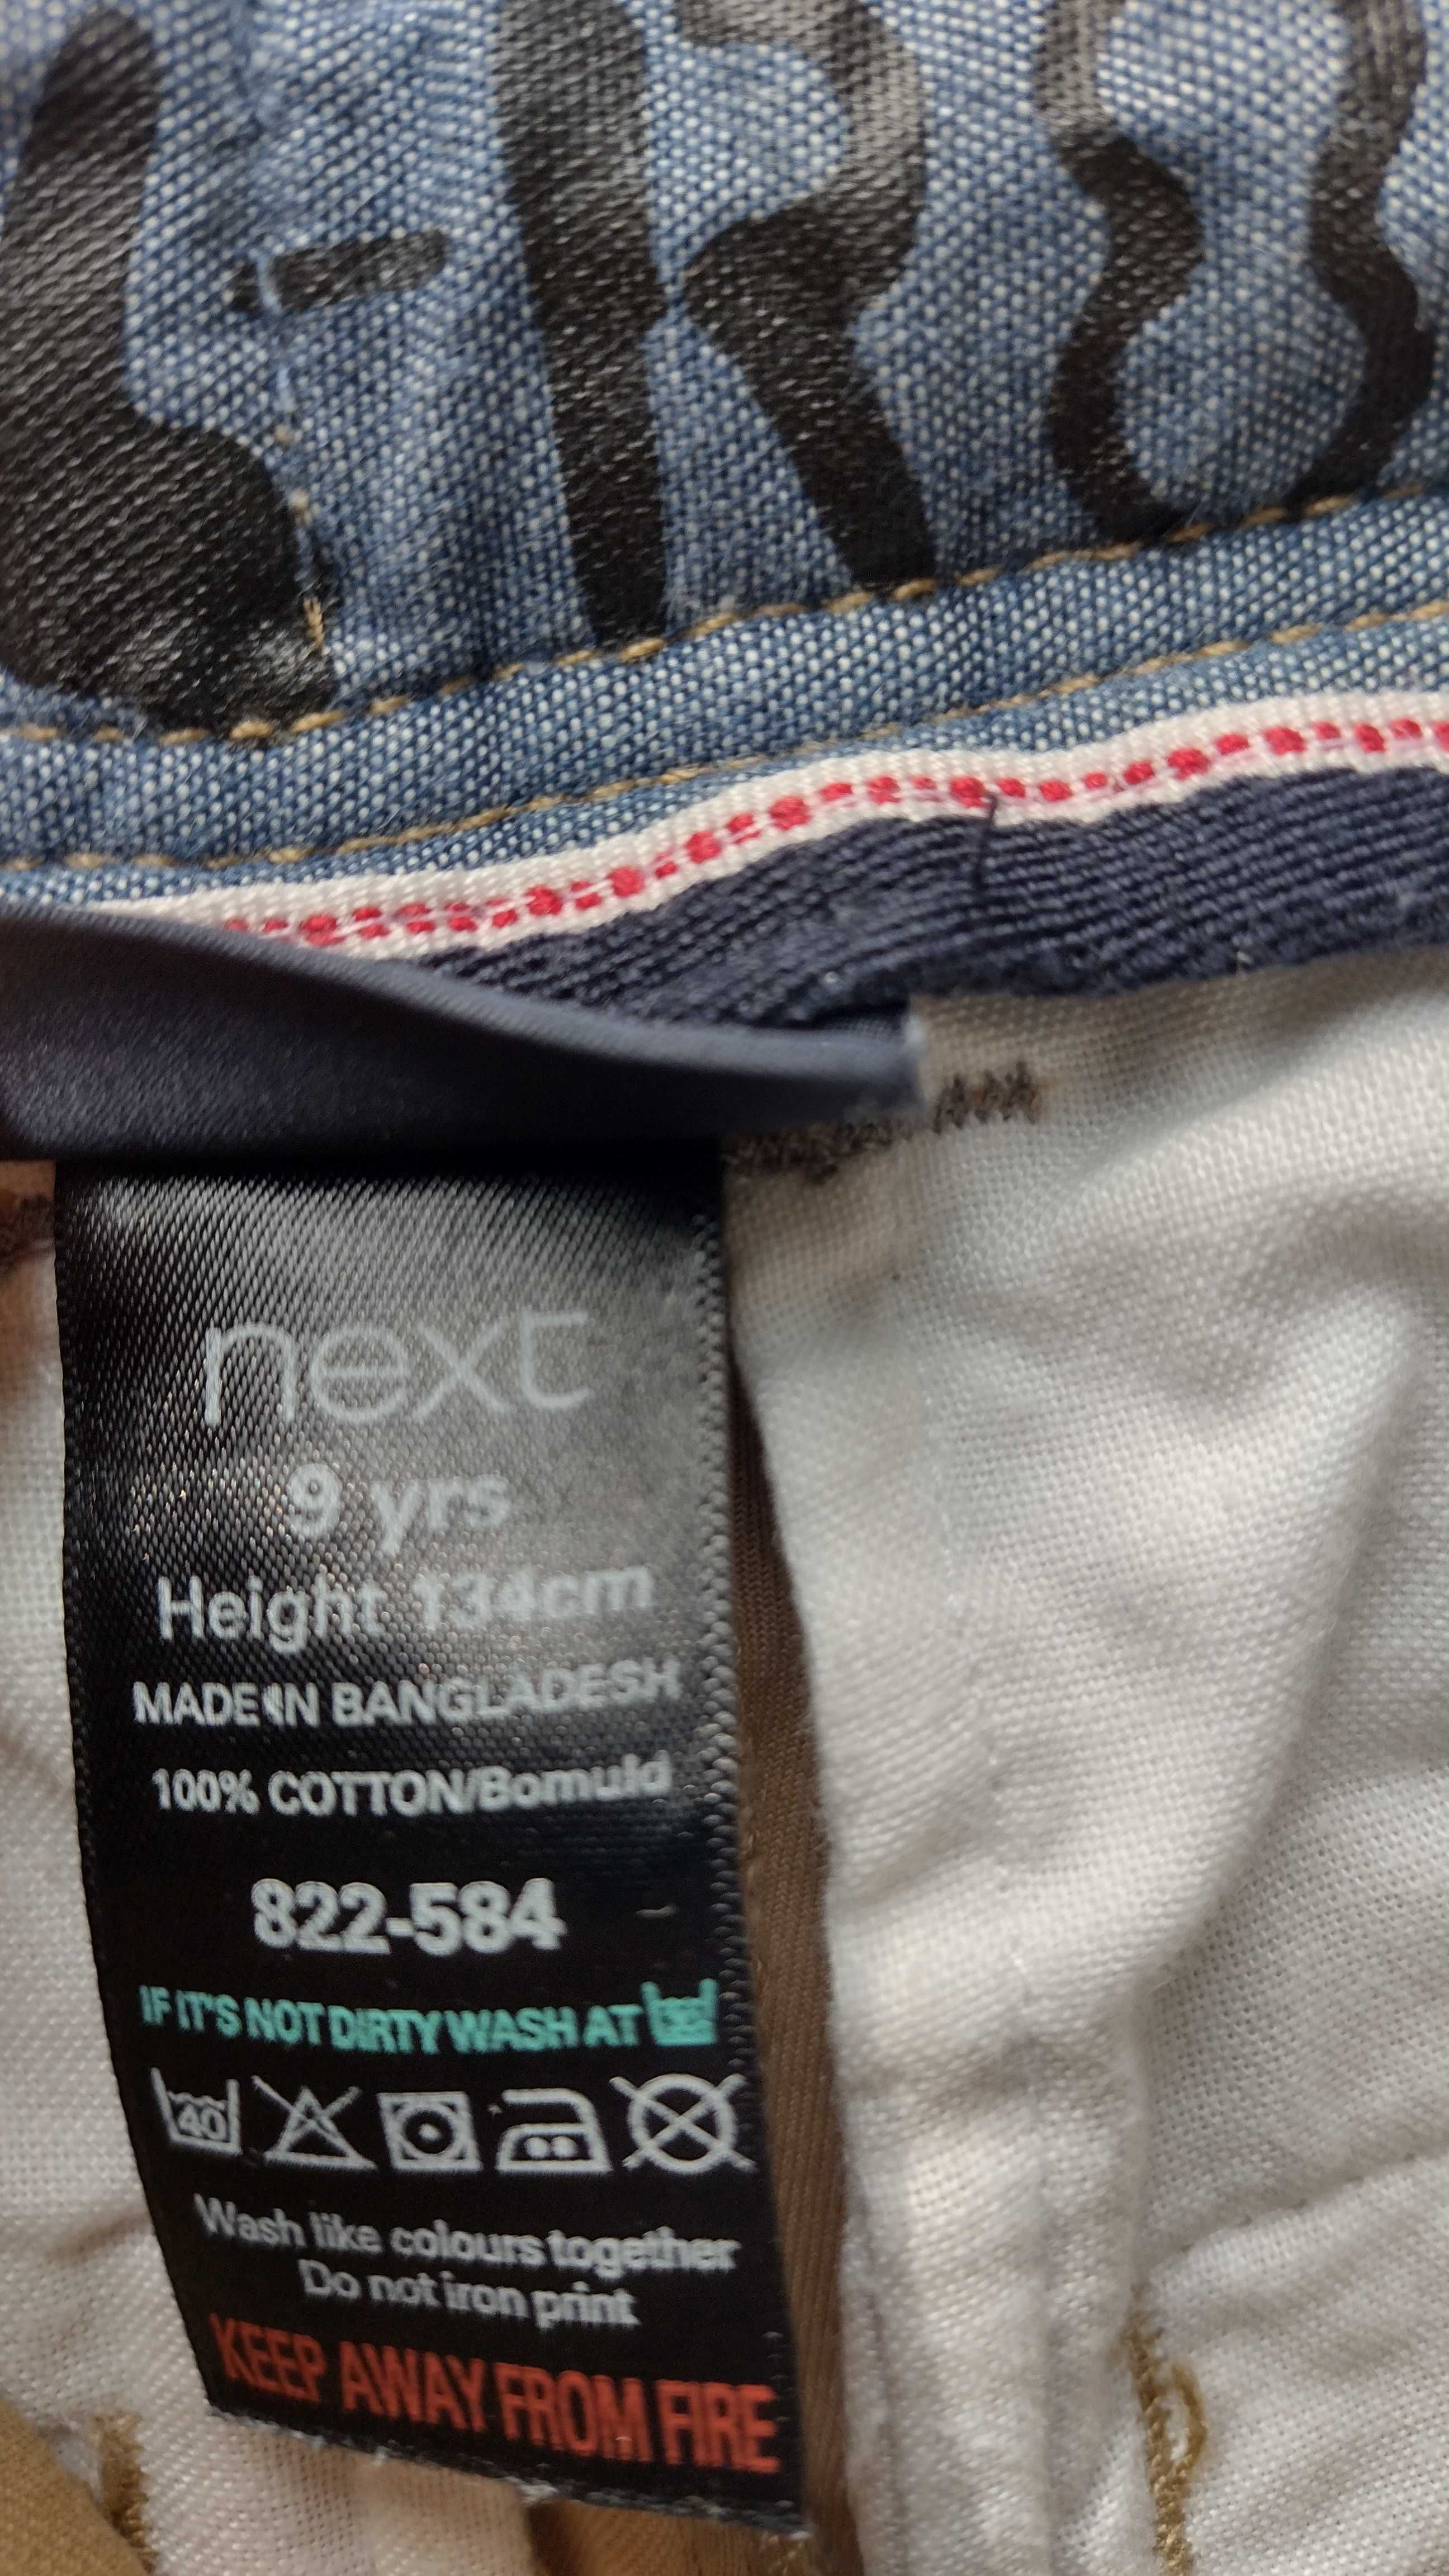 next
9 yrs
Height 134cm
MADE IN BANGLADESH
100% COTTON/Bomuld
822-584
IF IT'S NOT DIRTY WASH AT
40
Wash like colours together
Do not iron print
KEEP AWAY FROM FIRE